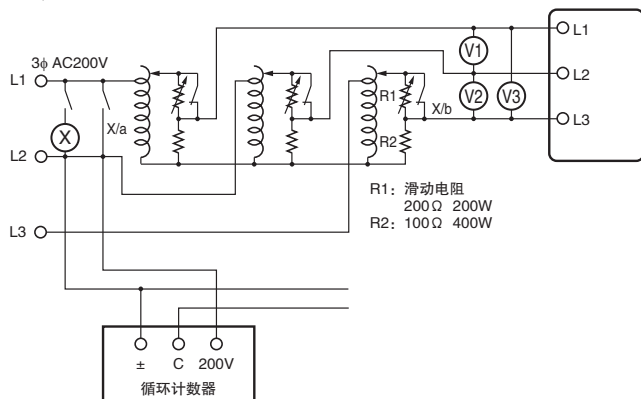 3ϕ AC200V
L1
L2
L3
X
X/a
R1
R2
X/b
V1
V2
V3
L1
L2
L3
R1：滑动电阻
200Ω 200W
R2：100Ω 400W
± C 200V
循环计数器